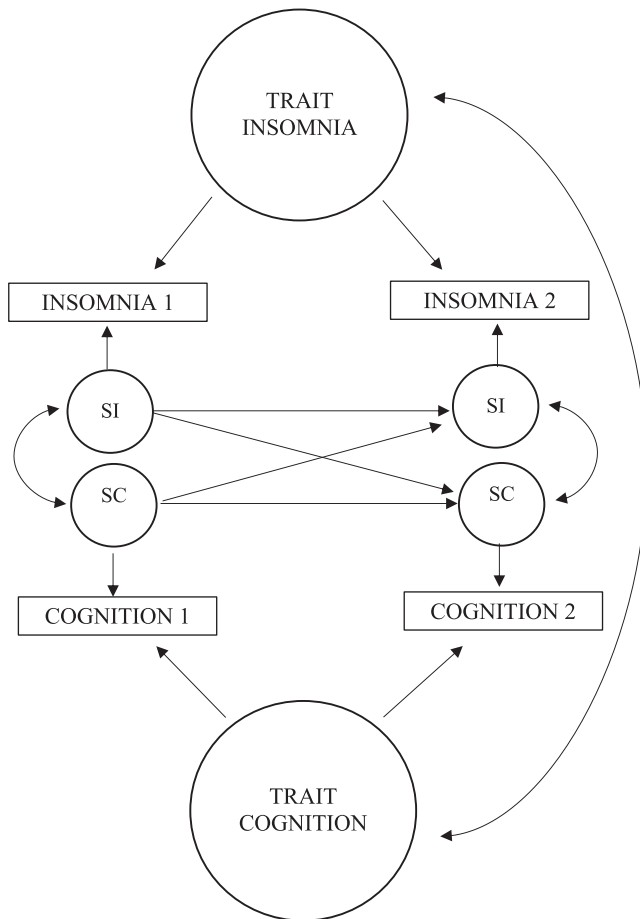 TRAIT
INSOMNIA
INSOMNIA 1
INSOMNIA 2
SI
SI
SC
SC
COGNITION 1
COGNITION 2
TRAIT
COGNITION